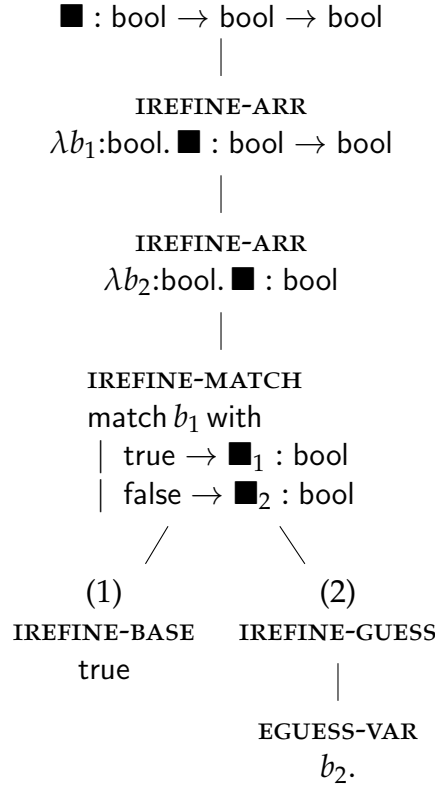 ■ : bool → bool → bool
IREFINE-ARR
λb₁:bool. ■ : bool → bool
IREFINE-ARR
λb₂:bool. ■ : bool
IREFINE-MATCH
match b₁ with
| true → ■₁ : bool
| false → ■₂ : bool
(1) (2)
IREFINE-BASE IREFINE-GUESS
true
EGUESS-VAR
b₂.